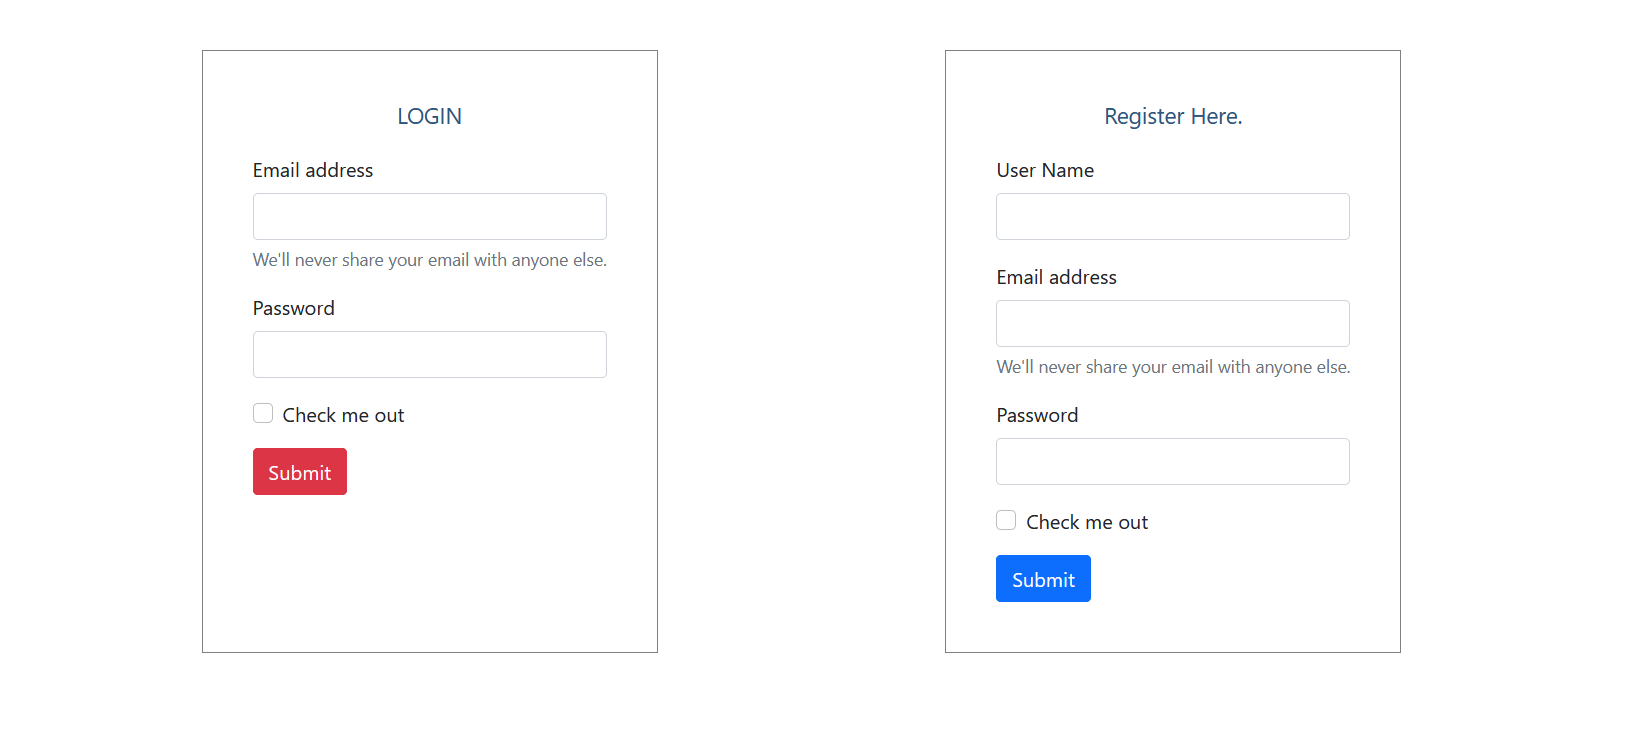 LOGIN
Email address
We'll never share your email with anyone else.
Password
Check me out
Submit
Register Here.
User Name
Email address
We'll never share your email with anyone else.
Password
Check me out
Submit